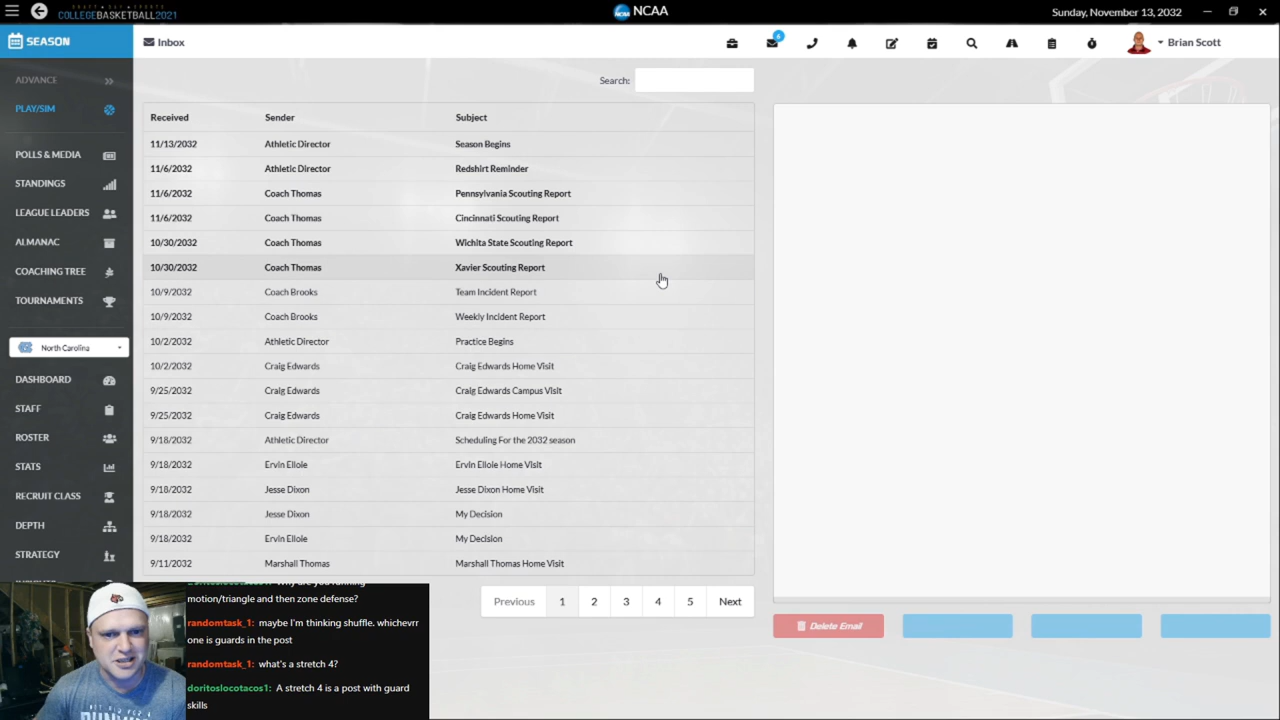 DRAFT DAY SPORTS
COLLEGEBASKETBALL2021
NCAA
Sunday, November 13, 2032
SEASON
Inbox
6
Brian Scott
ADVANCE
PLAY/SIM
POLLS & MEDIA
STANDINGS
LEAGUE LEADERS
ALMANAC
COACHING TREE
TOURNAMENTS
North Carolina
DASHBOARD
STAFF
ROSTER
STATS
RECRUIT CLASS
DEPTH
STRATEGY
Search:
Received Sender Subject
11/13/2032 Athletic Director Season Begins
11/6/2032 Athletic Director Redshirt Reminder
11/6/2032 Coach Thomas Pennsylvania Scouting Report
11/6/2032 Coach Thomas Cincinnati Scouting Report
10/30/2032 Coach Thomas Wichita State Scouting Report
10/30/2032 Coach Thomas Xavier Scouting Report
10/9/2032 Coach Brooks Team Incident Report
10/9/2032 Coach Brooks Weekly Incident Report
10/2/2032 Athletic Director Practice Begins
10/2/2032 Craig Edwards Craig Edwards Home Visit
9/25/2032 Craig Edwards Craig Edwards Campus Visit
9/25/2032 Craig Edwards Craig Edwards Home Visit
9/18/2032 Athletic Director Scheduling For the 2032 season
9/18/2032 Ervin Ellole Ervin Ellole Home Visit
9/18/2032 Jesse Dixon Jesse Dixon Home Visit
9/18/2032 Jesse Dixon My Decision
9/18/2032 Ervin Ellole My Decision
9/11/2032 Marshall Thomas Marshall Thomas Home Visit
Previous 1 2 3 4 5 Next
Delete Email
motion/triangle and then zone defense?
randomtask_1: maybe I'm thinking shuffle. whichevrr
one is guards in the post
randomtask_1: what's a stretch 4?
doritoslocotacos1: A stretch 4 is a post with guard
skills